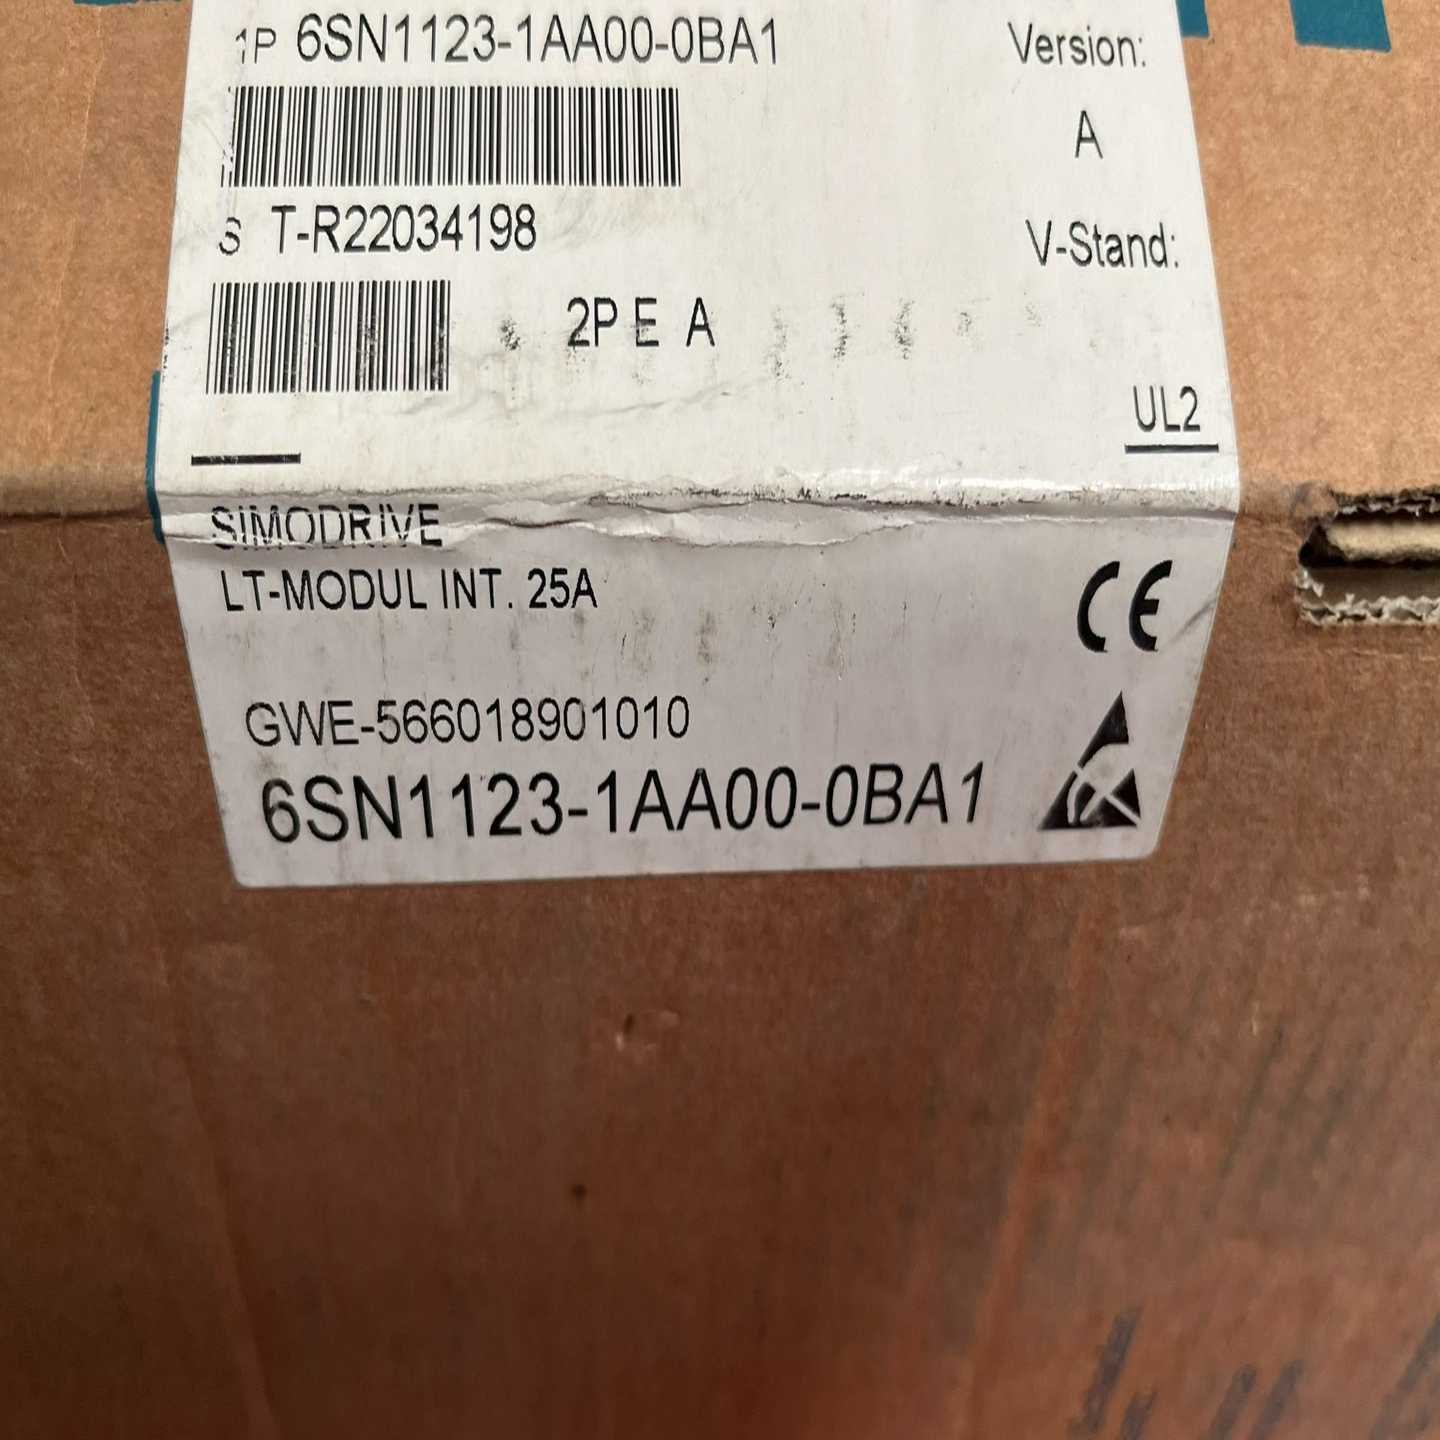 1P 6SN1123-1AA00-0BA1
Version:
A
S T-R22034198
V-Stand:
2P E A
UL2
SIMODRIVE
LT-MODUL INT. 25A
CE
GWE-566018901010
6SN1123-1AA00-0BA1